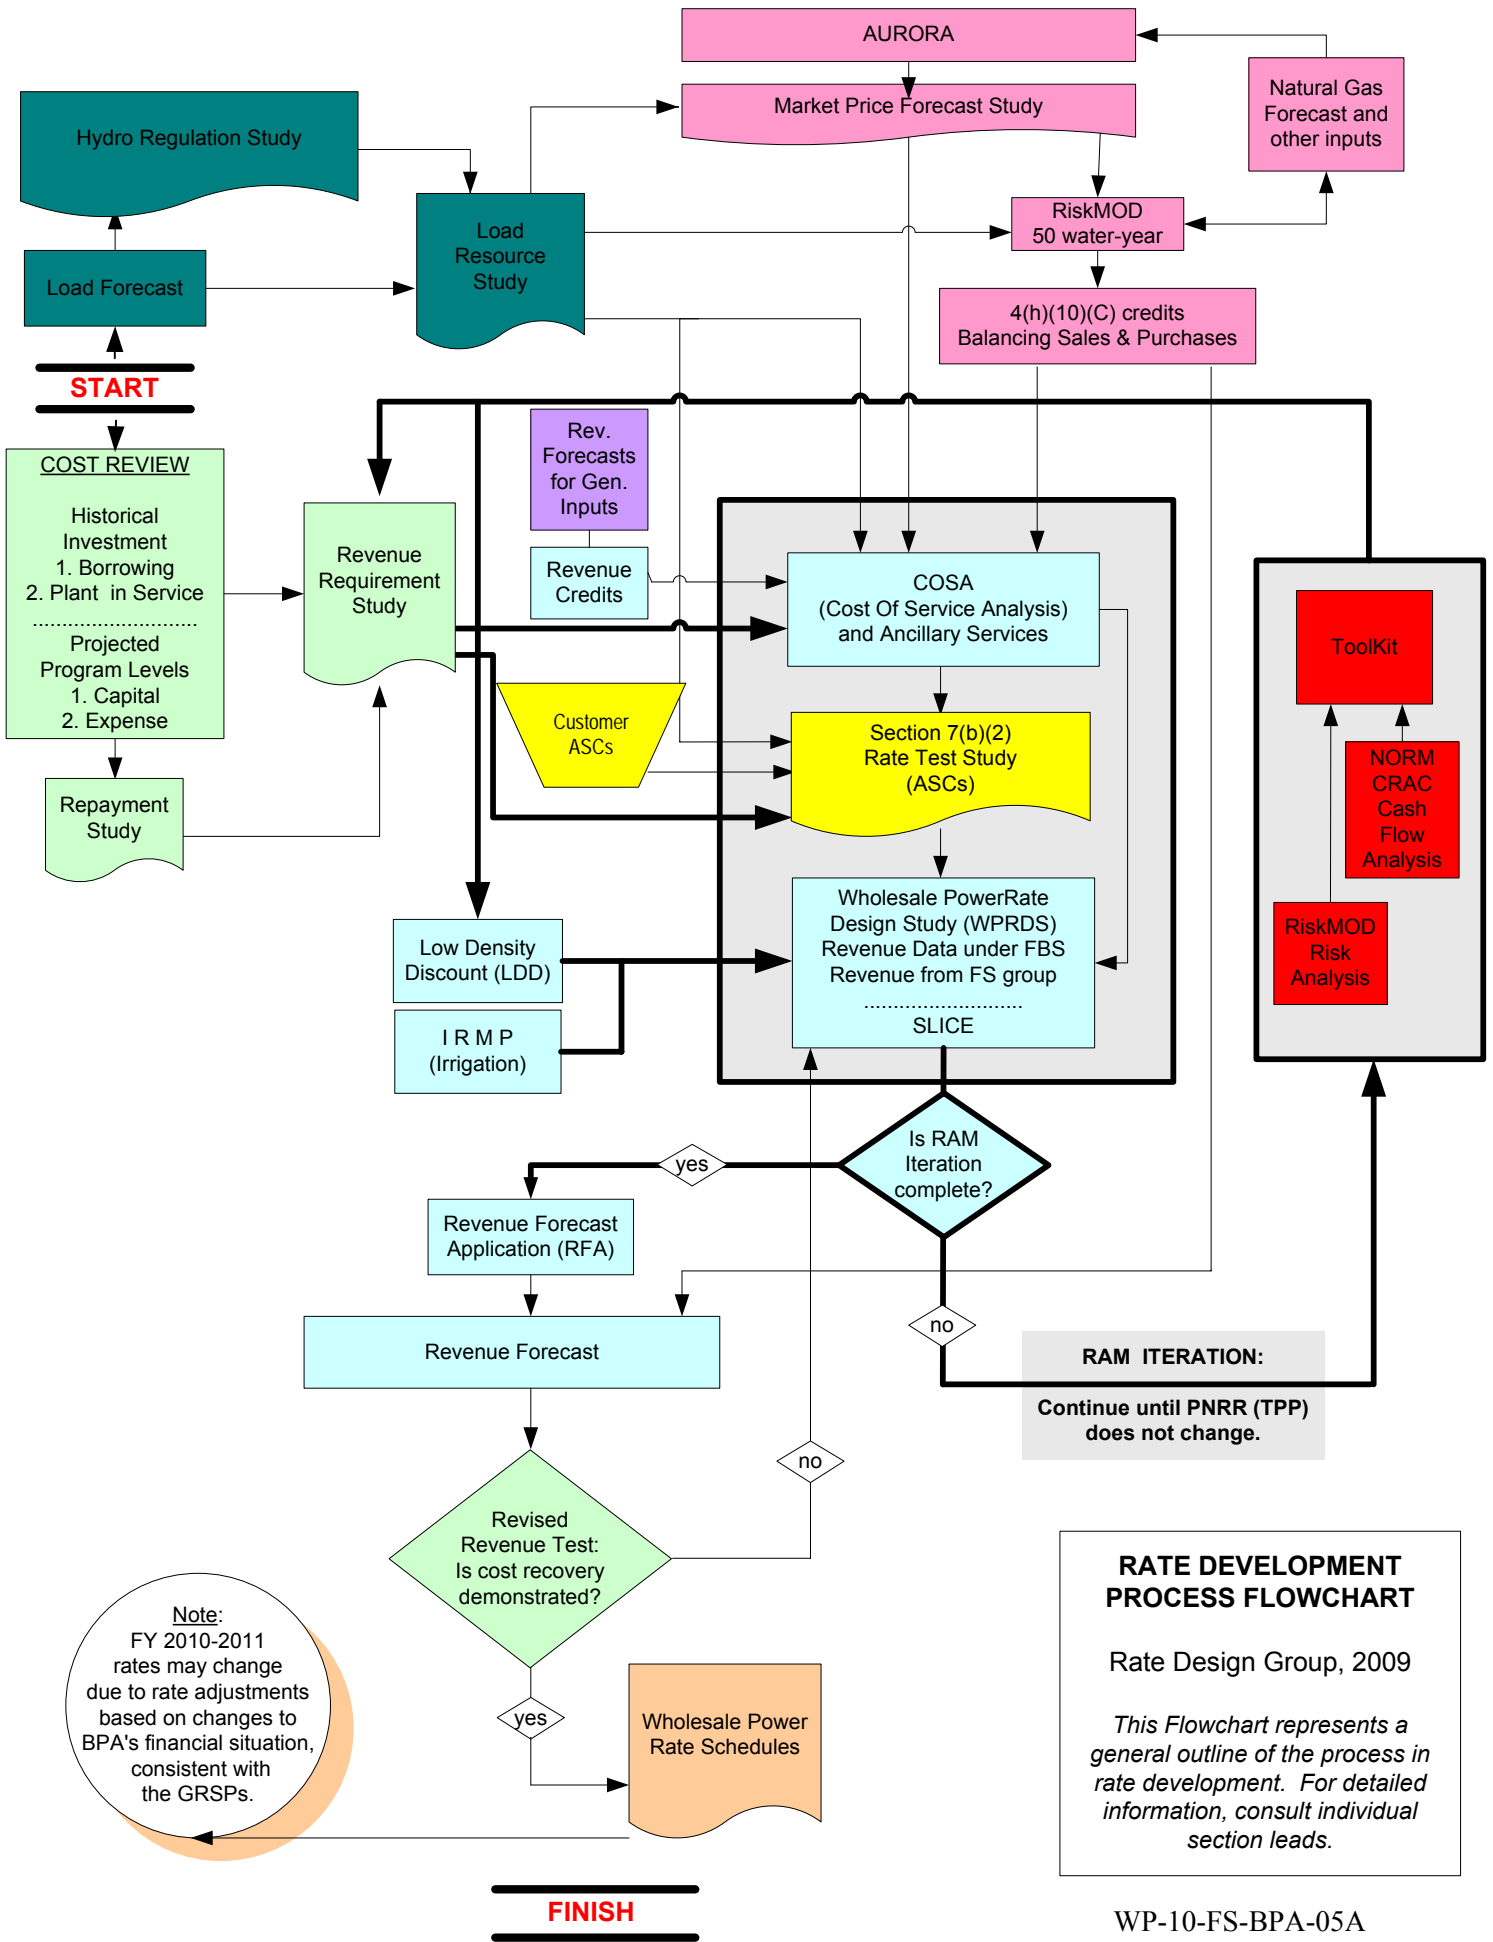 AURORA
Natural Gas
Forecast and
other inputs
Market Price Forecast Study
Hydro Regulation Study
RiskMOD
50 water-year
Load
Resource
Study
Load Forecast
4(h)(10)(C) credits
Balancing Sales & Purchases
START
COST REVIEW
Historical
Investment
1. Borrowing
2. Plant in Service
...........................
Projected
Program Levels
1. Capital
2. Expense
Rev.
Forecasts
for Gen.
Inputs
Revenue
Requirement
Study
Revenue
Credits
COSA
(Cost Of Service Analysis)
and Ancillary Services
ToolKit
Customer
ASCs
Section 7(b)(2)
Rate Test Study
(ASCs)
NORM
CRAC
Cash
Flow
Analysis
Repayment
Study
Wholesale PowerRate
Design Study (WPRDS)
Revenue Data under FBS
Revenue from FS group
..........................
SLICE
RiskMOD
Risk
Analysis
Low Density
Discount (LDD)
I R M P
(Irrigation)
Is RAM
Iteration
complete?
yes
Revenue Forecast
Application (RFA)
no
Revenue Forecast
RAM ITERATION:
Continue until PNRR (TPP)
does not change.
no
Revised
Revenue Test:
Is cost recovery
demonstrated?
yes
Wholesale Power
Rate Schedules
Note:
FY 2010-2011
rates may change
due to rate adjustments
based on changes to
BPA's financial situation,
consistent with
the GRSPs.
RATE DEVELOPMENT
PROCESS FLOWCHART
Rate Design Group, 2009
This Flowchart represents a
general outline of the process in
rate development. For detailed
information, consult individual
section leads.
FINISH
WP-10-FS-BPA-05A